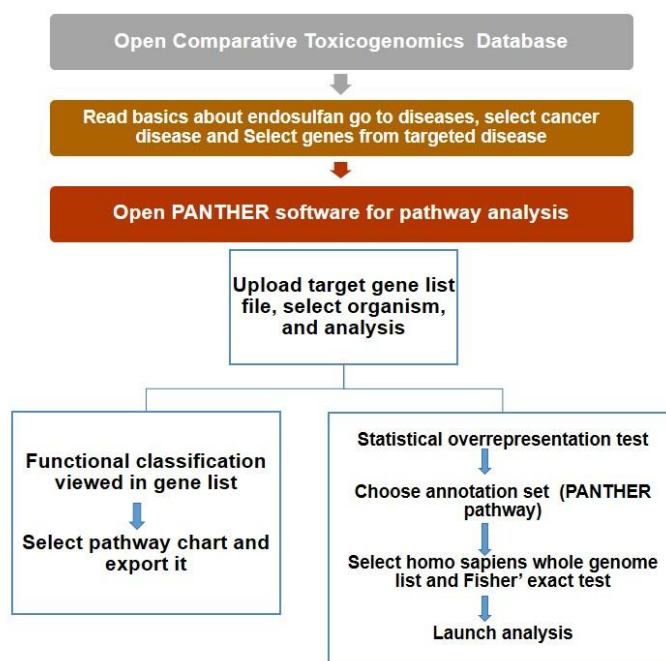 Open Comparative Toxicogenomics Database
Read basics about endosulfan go to diseases, select cancer
disease and Select genes from targeted disease
Open PANTHER software for pathway analysis
Upload target gene list
file, select organism,
and analysis
Functional classification
viewed in gene list
Select pathway chart and
export it
Statistical overrepresentation test
Choose annotation set (PANTHER
pathway)
Select homo sapiens whole genome
list and Fisher’ exact test
Launch analysis